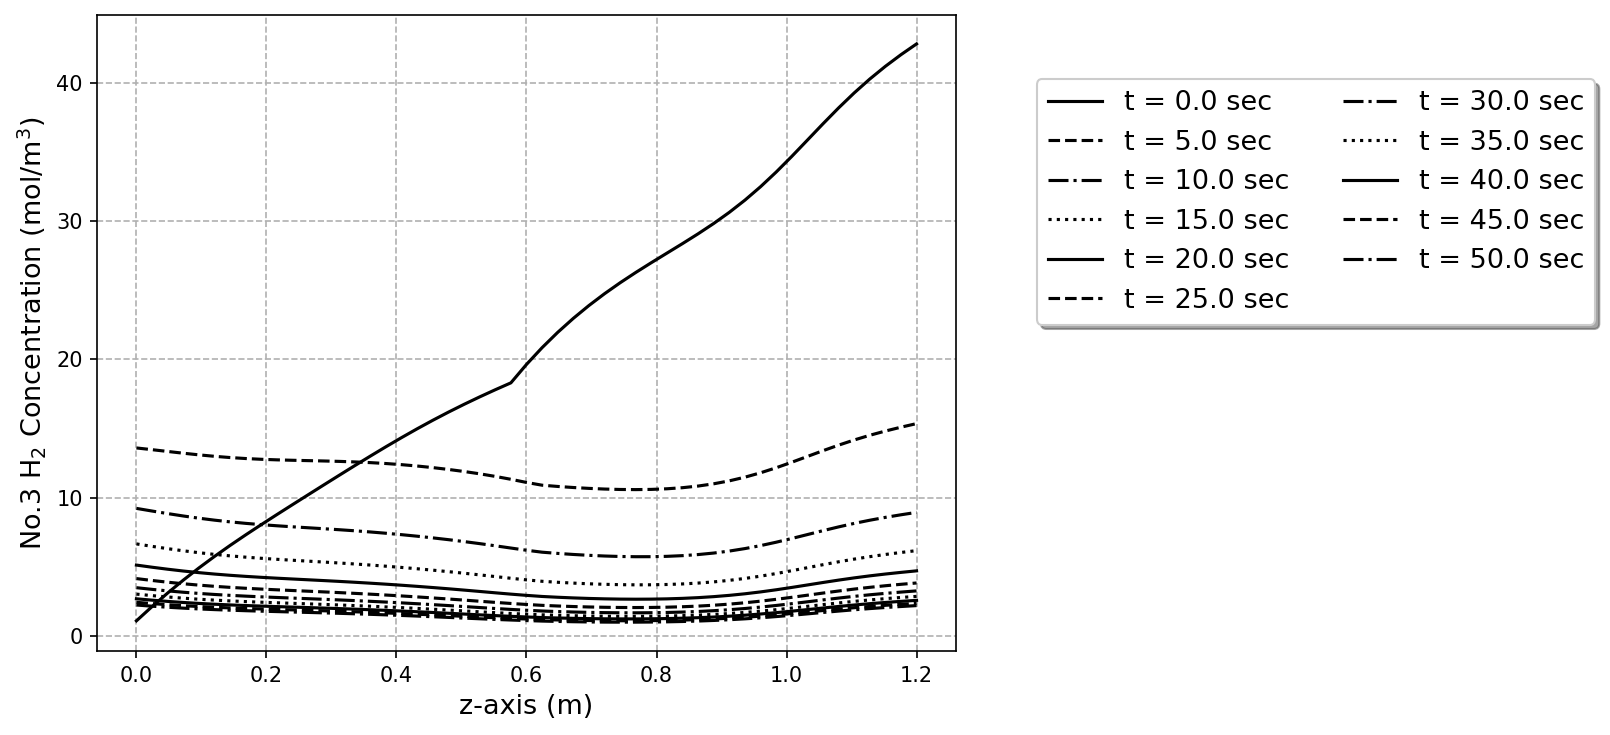 No.3 H₂ Concentration (mol/m³)
40
30
20
10
0
0.0 0.2 0.4 0.6 0.8 1.0 1.2
z-axis (m)
t = 0.0 sec
t = 5.0 sec
t = 10.0 sec
t = 15.0 sec
t = 20.0 sec
t = 25.0 sec
t = 30.0 sec
t = 35.0 sec
t = 40.0 sec
t = 45.0 sec
t = 50.0 sec